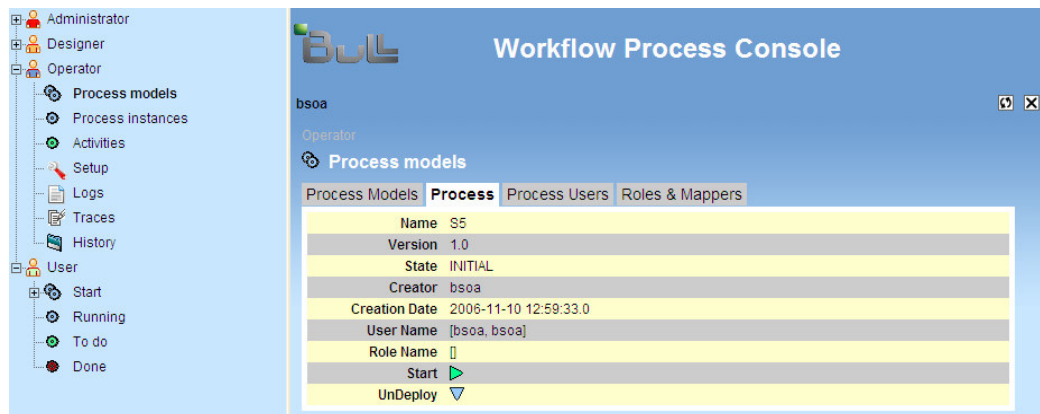 Administrator
Designer
Operator
Process models
Process instances
Activities
Setup
Logs
Traces
History
User
Start
Running
To do
Done
Bull
Workflow Process Console
bsoa
Operator
Process models
Process Models Process Process Users Roles & Mappers
Name S5
Version 1.0
State INITIAL
Creator bsoa
Creation Date 2006-11-10 12:59:33.0
User Name [bsoa, bsoa]
Role Name []
Start
UnDeploy